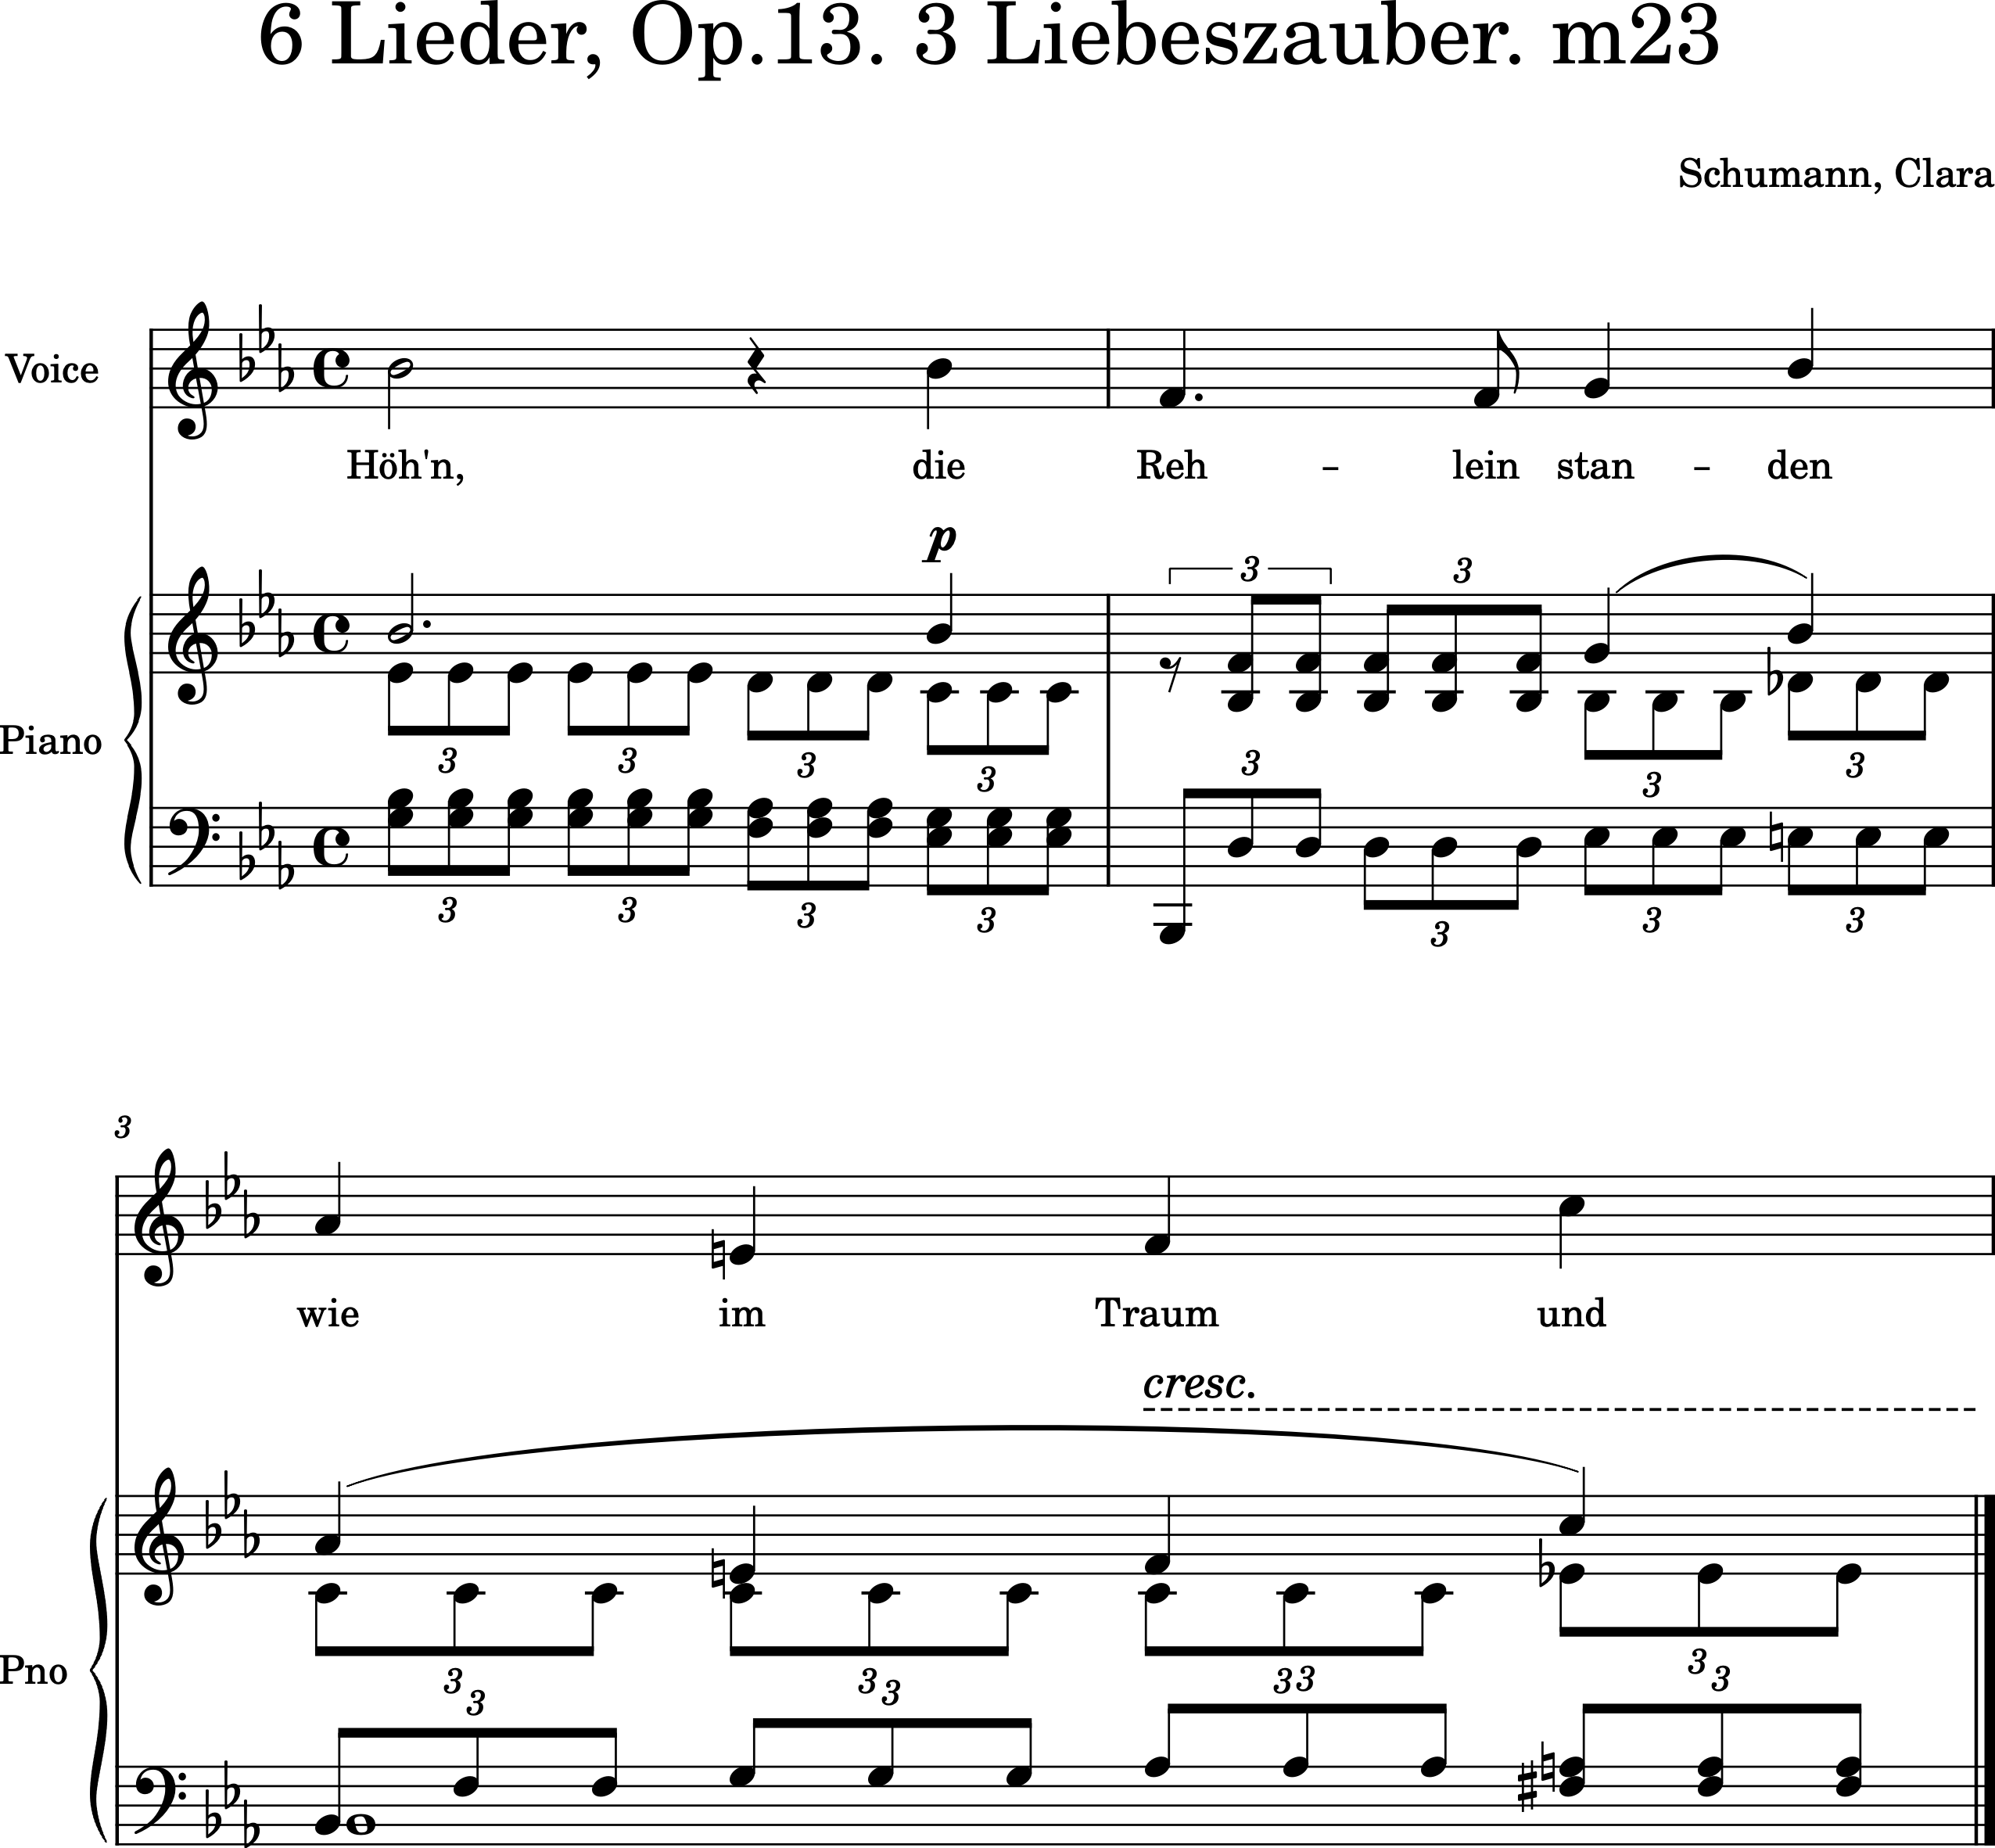 6 Lieder, Op.13. 3 Liebeszauber. m23
Schumann, Clara
Voice
Höh'n, die Reh - lein stan - den
p
3 3
Piano
3 3 3 3 3 3
3
3 3 3 3 3 3 3
3
wie im Traum und
cresc.
Pno
3 3 3 3
3 3 3 3